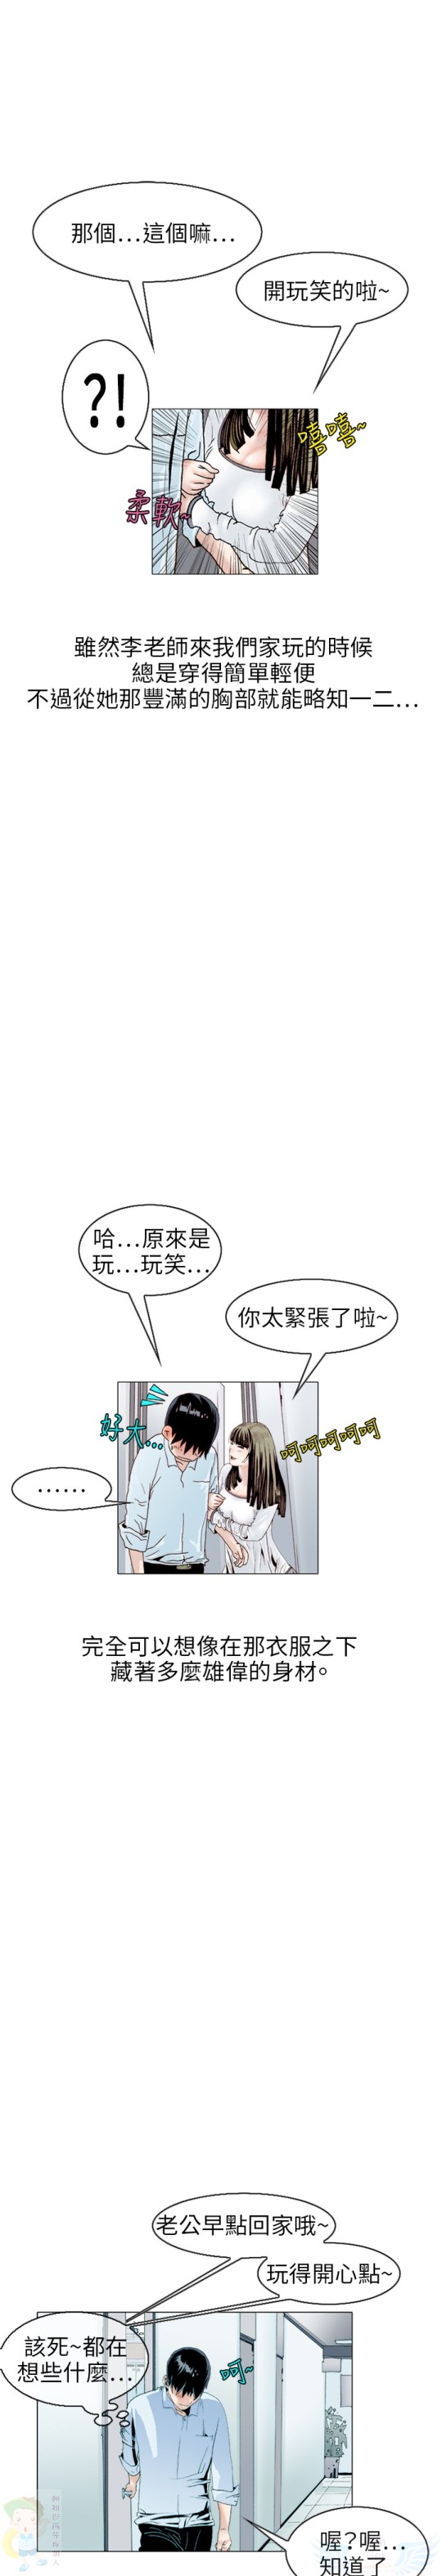 那個...這個嘛...
開玩笑的啦~
?!
嘻嘻~
柔軟~
雖然李老師來我們家玩的時候
總是穿得簡單輕便
不過從她那豐滿的胸部就能略知一二...
哈...原來是
玩...玩笑...
你太緊張了啦~
好大...
呵呵呵呵呵
......
完全可以想像在那衣服之下
藏著多麼雄偉的身材。
老公早點回家哦~
玩得開心點~
該死~都在
想些什麼...
呵~
喔?喔...
知道了